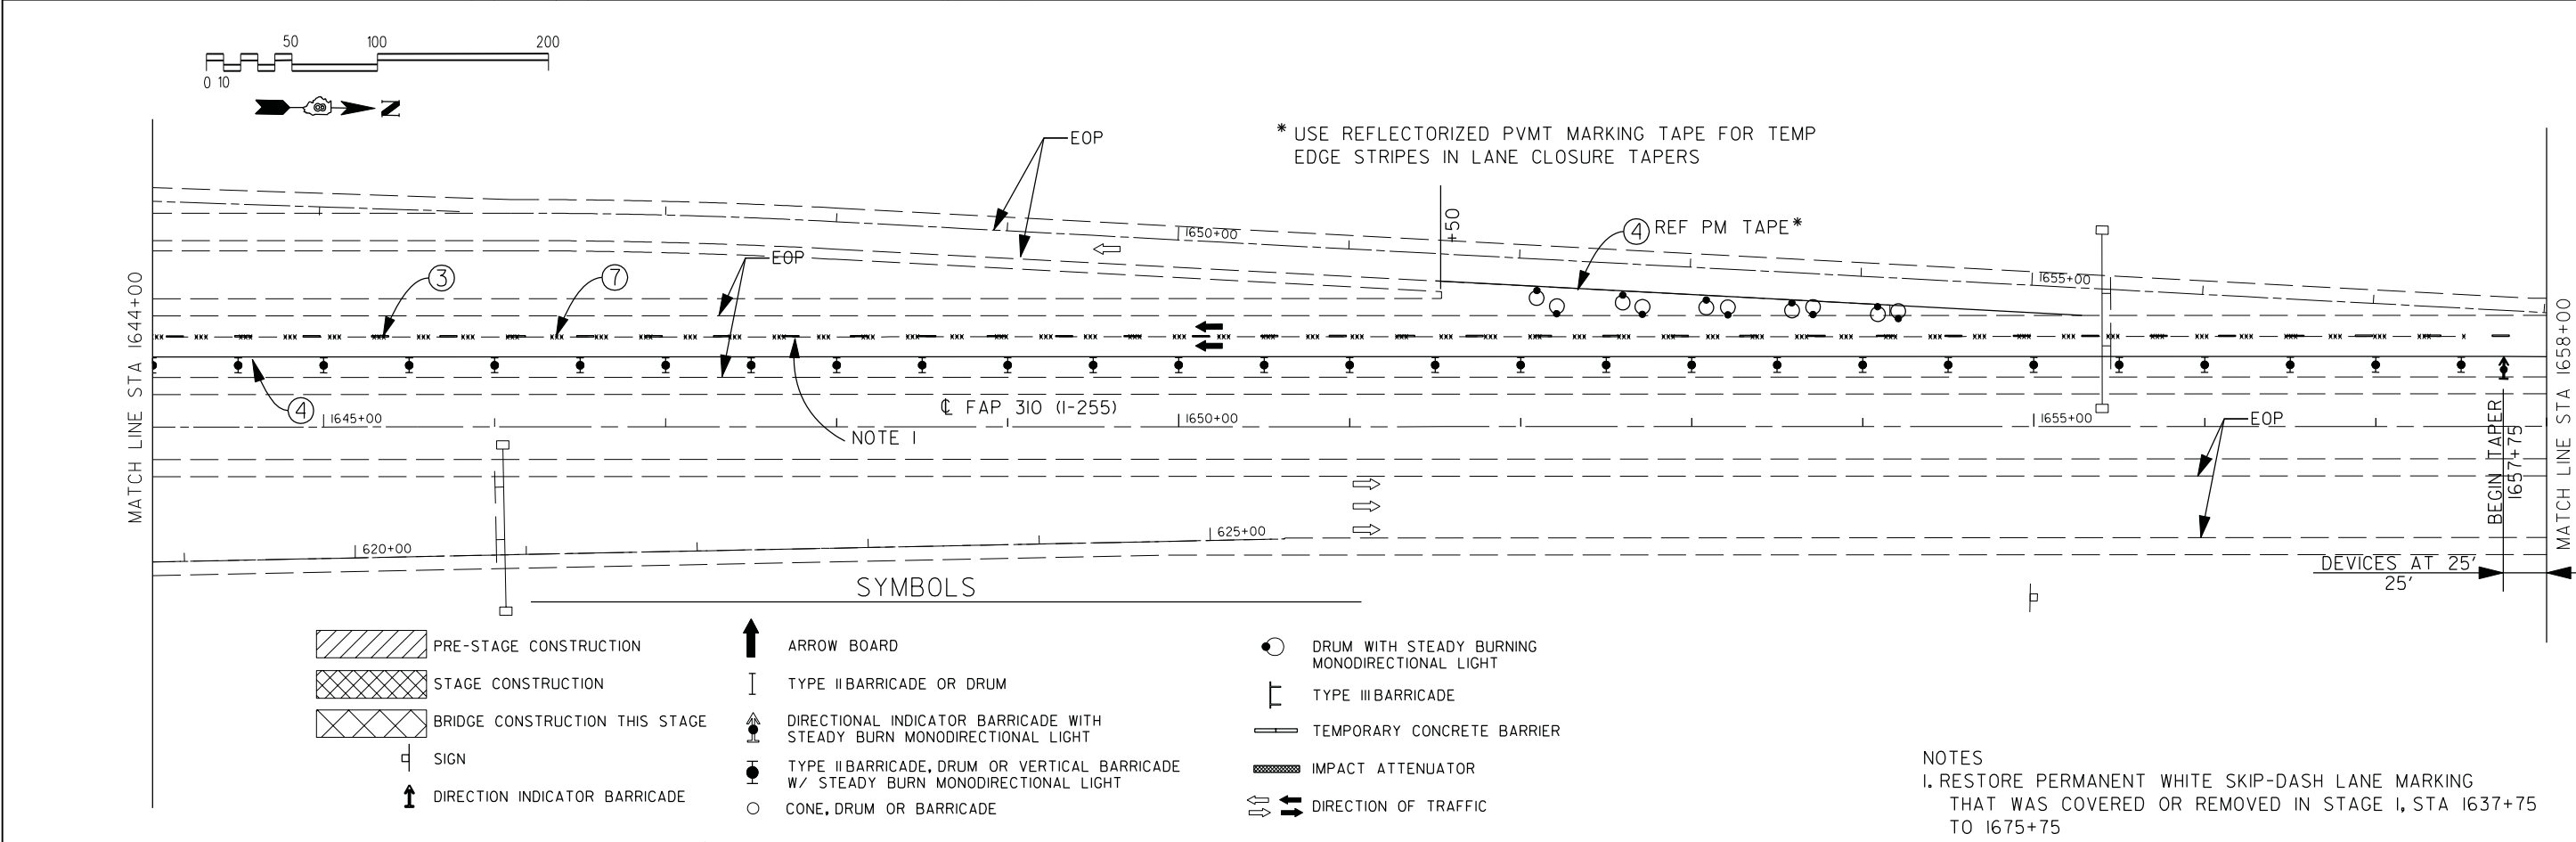 50 100 200
0 10
N
EOP
* USE REFLECTORIZED PVMT MARKING TAPE FOR TEMP
EDGE STRIPES IN LANE CLOSURE TAPERS
+50
4 REF PM TAPE*
1650+00
EOP
1655+00
3
7
MATCH LINE STA 1644+00
MATCH LINE STA 1658+00
4
℄ FAP 310 (I-255)
1645+00
1650+00
1655+00
EOP
NOTE 1
BEGIN TAPER
1657+75
620+00
625+00
DEVICES AT 25'
25'
SYMBOLS
PRE-STAGE CONSTRUCTION
STAGE CONSTRUCTION
BRIDGE CONSTRUCTION THIS STAGE
SIGN
DIRECTION INDICATOR BARRICADE
ARROW BOARD
TYPE II BARRICADE OR DRUM
DIRECTIONAL INDICATOR BARRICADE WITH
STEADY BURN MONODIRECTIONAL LIGHT
TYPE II BARRICADE, DRUM OR VERTICAL BARRICADE
W/ STEADY BURN MONODIRECTIONAL LIGHT
CONE, DRUM OR BARRICADE
DRUM WITH STEADY BURNING
MONODIRECTIONAL LIGHT
TYPE III BARRICADE
TEMPORARY CONCRETE BARRIER
IMPACT ATTENUATOR
DIRECTION OF TRAFFIC
NOTES
1. RESTORE PERMANENT WHITE SKIP-DASH LANE MARKING
THAT WAS COVERED OR REMOVED IN STAGE 1, STA 1637+75
TO 1675+75